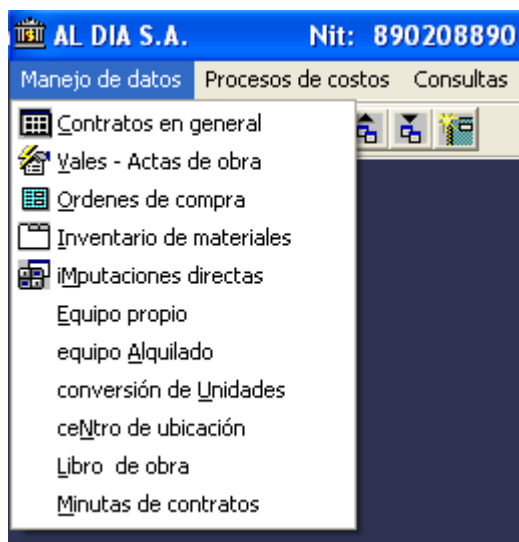 AL DIA S.A. Nit: 890208890
Manejo de datos Procesos de costos Consultas
Contratos en general
Vales - Actas de obra
Ordenes de compra
Inventario de materiales
iMputaciones directas
Equipo propio
equipo Alquilado
conversión de Unidades
ceNtro de ubicación
Libro de obra
Minutas de contratos